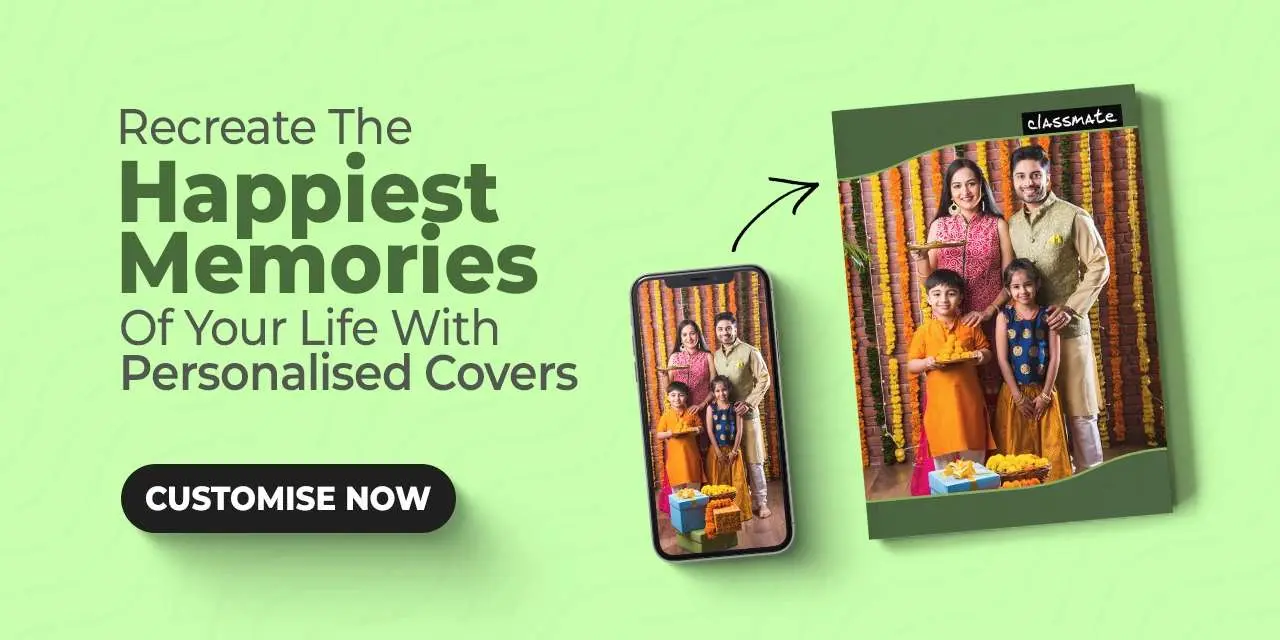 Recreate The
Happiest
Memories
Of Your Life With
Personalised Covers
CUSTOMISE NOW
classmate